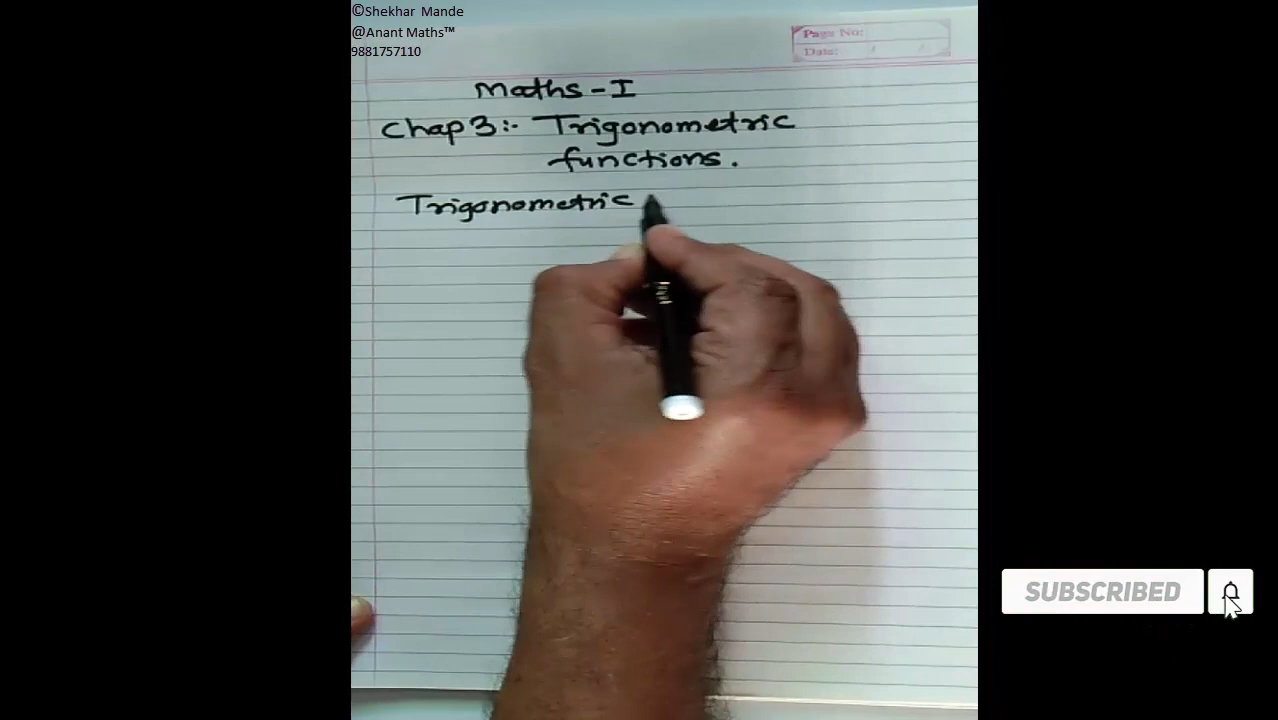 ©Shekhar Mande
@Anant Maths™
9881757110
Page No:
Date: / /
Maths - I
Chap 3:- Trigonometric
functions.
Trigonometric
SUBSCRIBED